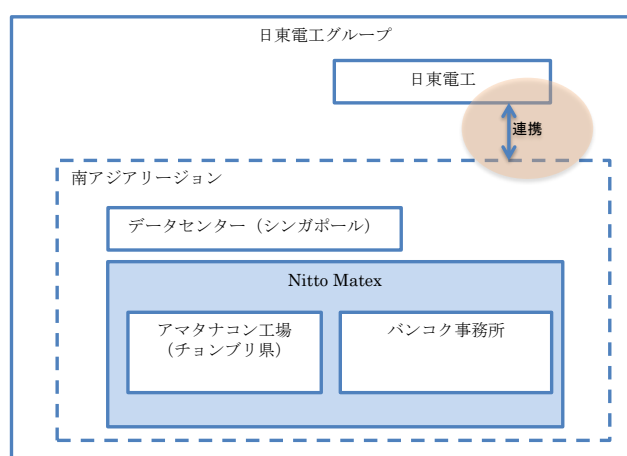 日東電工グループ
日東電工
連携
南アジアリージョン
データセンター（シンガポール）
Nitto Matex
アマタナコン工場
（チョンブリ県）
バンコク事務所